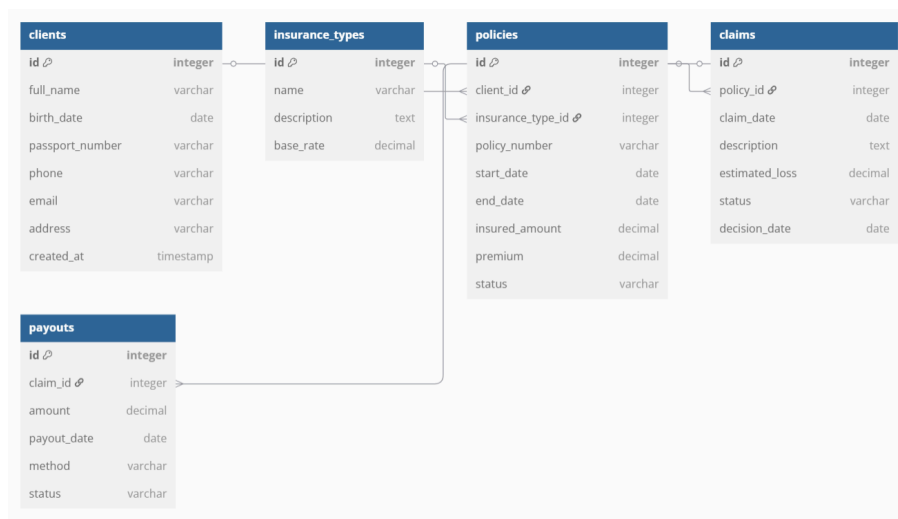 clients
id integer
full_name varchar
birth_date date
passport_number varchar
phone varchar
email varchar
address varchar
created_at timestamp
insurance_types
id integer
name varchar
description text
base_rate decimal
policies
id integer
client_id integer
insurance_type_id integer
policy_number varchar
start_date date
end_date date
insured_amount decimal
premium decimal
status varchar
claims
id integer
policy_id integer
claim_date date
description text
estimated_loss decimal
status varchar
decision_date date
payouts
id integer
claim_id integer
amount decimal
payout_date date
method varchar
status varchar